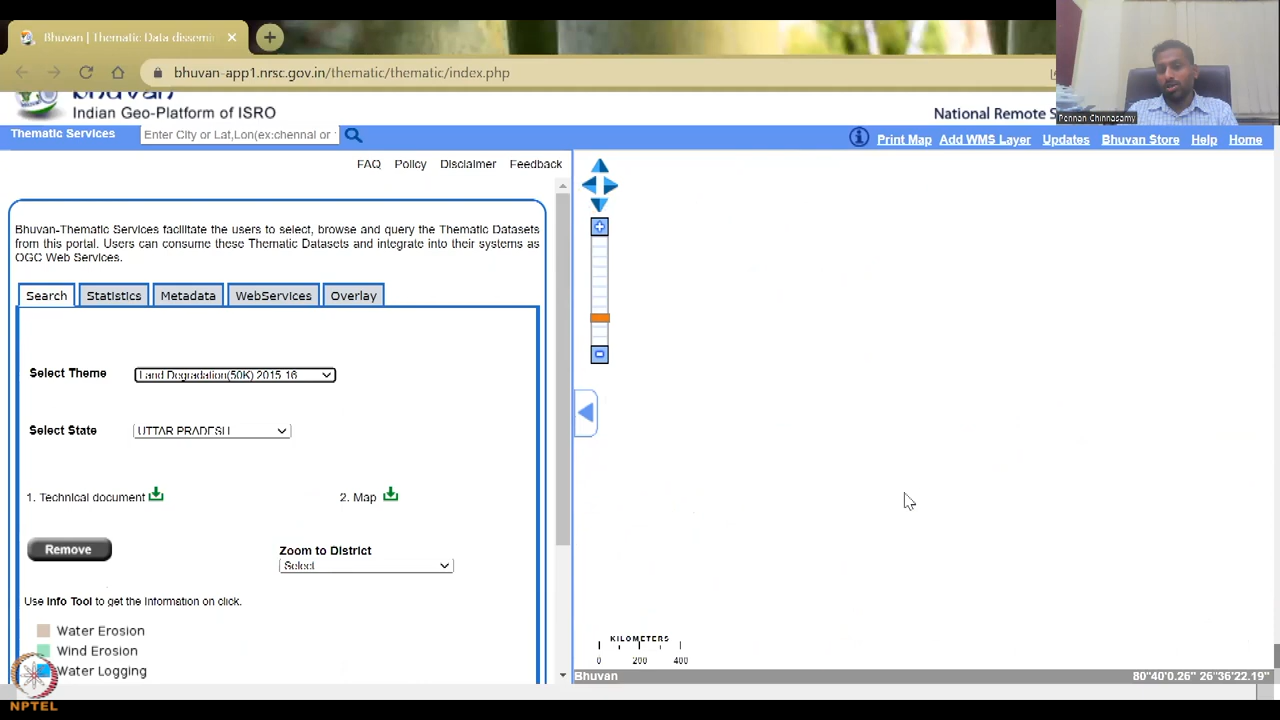 Bhuvan | Thematic Data dissemi
bhuvan-app1.nrsc.gov.in/thematic/thematic/index.php
Pennan Chinnasamy
bhuvan
Indian Geo-Platform of ISRO
National Remote S
Thematic Services
Enter City or Lat,Lon(ex:chennai or
Print Map Add WMS Layer Updates Bhuvan Store Help Home
FAQ Policy Disclaimer Feedback
Bhuvan-Thematic Services facilitate the users to select, browse and query the Thematic Datasets
from this portal. Users can consume these Thematic Datasets and integrate into their systems as
OGC Web Services.
Search Statistics Metadata WebServices Overlay
Select Theme Land Degradation(50K) 2015 16
Select State UTTAR PRADESH
1. Technical document 2. Map
Remove
Zoom to District
Select
Use Info Tool to get the Information on click.
Water Erosion
Wind Erosion
Water Logging
KILOMETERS
0 200 400
Bhuvan
80°40'0.26" 26°36'22.19"
NPTEL